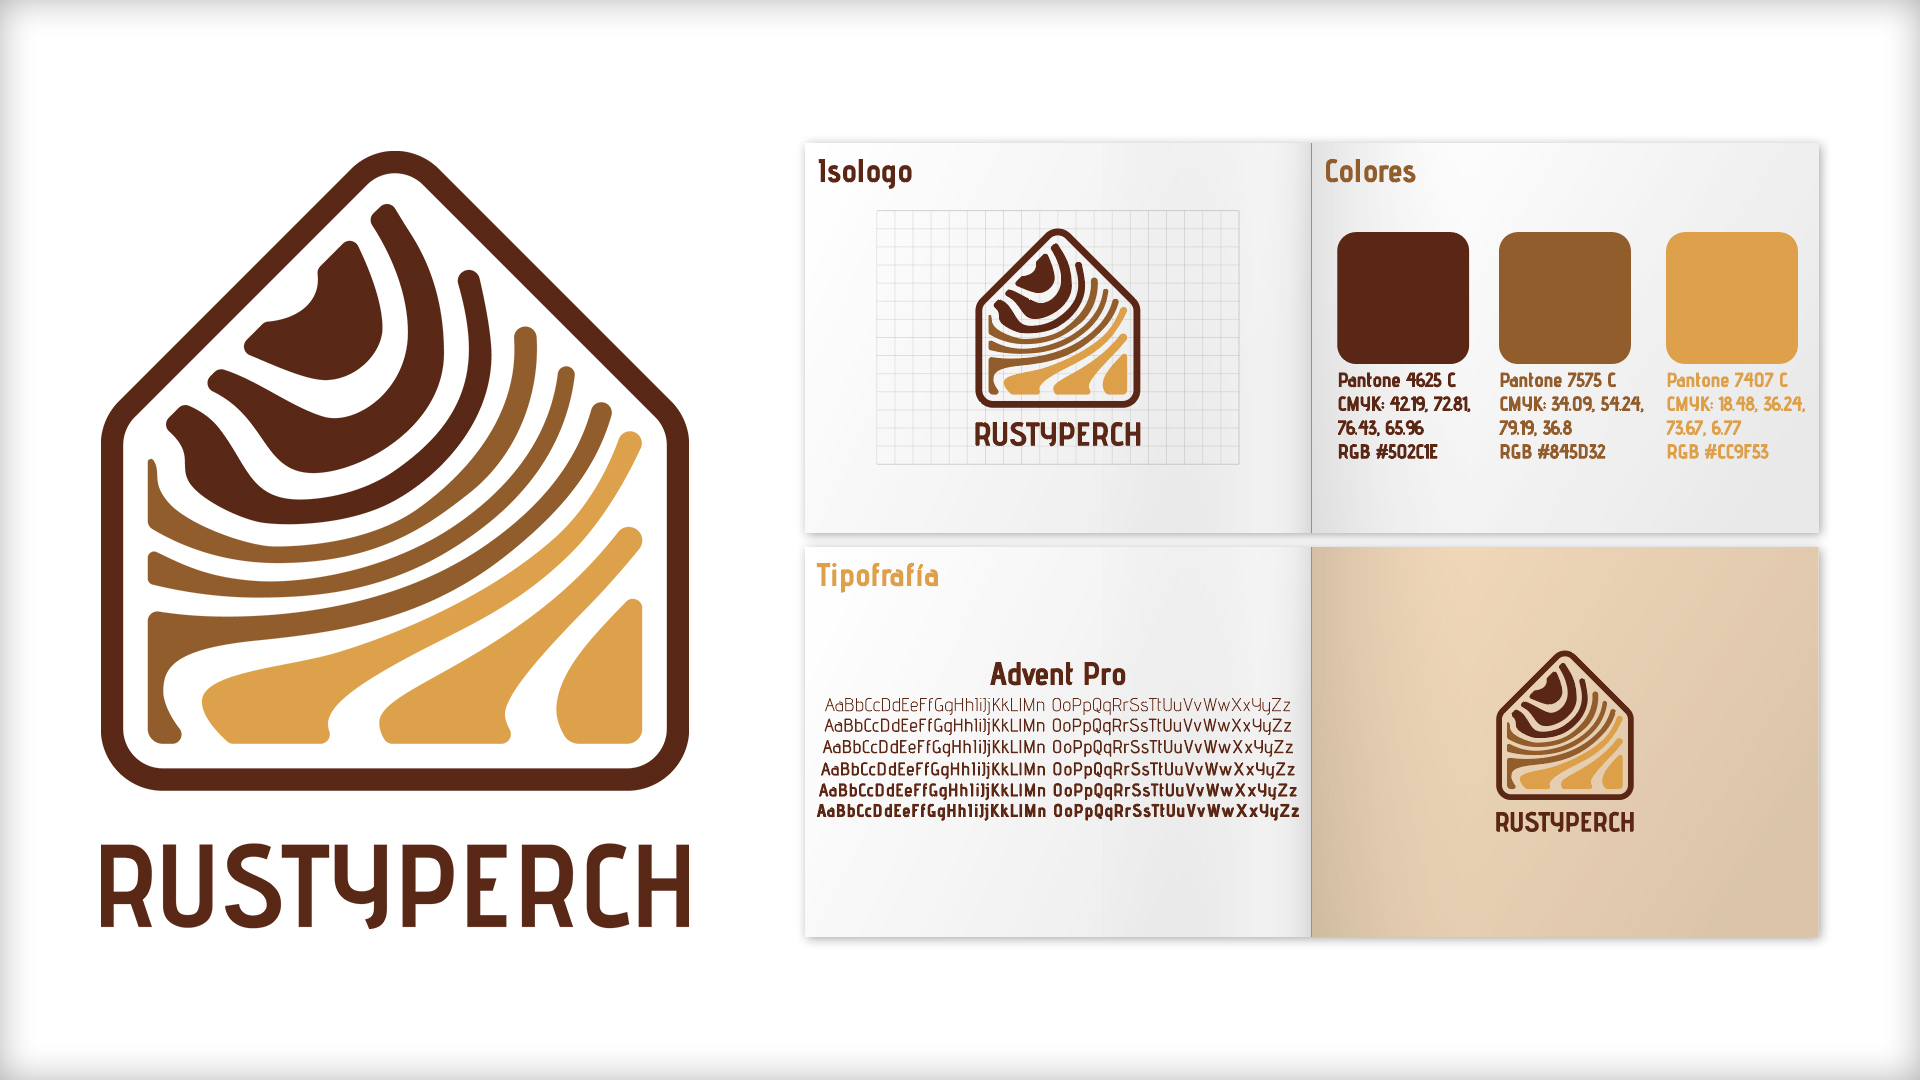 RUSTYPERCH
Isologo
RUSTYPERCH
Colores
Pantone 4625 C
CMYK: 42.19, 72.81,
76.43, 65.96
RGB #502C1E
Pantone 7575 C
CMYK: 34.09, 54.24,
79.19, 36.8
RGB #845D32
Pantone 7407 C
CMYK: 18.48, 36.24,
73.67, 6.77
RGB #CC9F53
Tipofrafía
Advent Pro
AaBbCcDdEeFfGgHhIiJjKkLlMn OoPpQqRrSsTtUuVvWwXxYyZz
AaBbCcDdEeFfGgHhIiJjKkLlMn OoPpQqRrSsTtUuVvWwXxYyZz
AaBbCcDdEeFfGgHhIiJjKkLlMn OoPpQqRrSsTtUuVvWwXxYyZz
AaBbCcDdEeFfGgHhIiJjKkLlMn OoPpQqRrSsTtUuVvWwXxYyZz
AaBbCcDdEeFfGgHhIiJjKkLlMn OoPpQqRrSsTtUuVvWwXxYyZz
AaBbCcDdEeFfGgHhIiJjKkLlMn OoPpQqRrSsTtUuVvWwXxYyZz
RUSTYPERCH